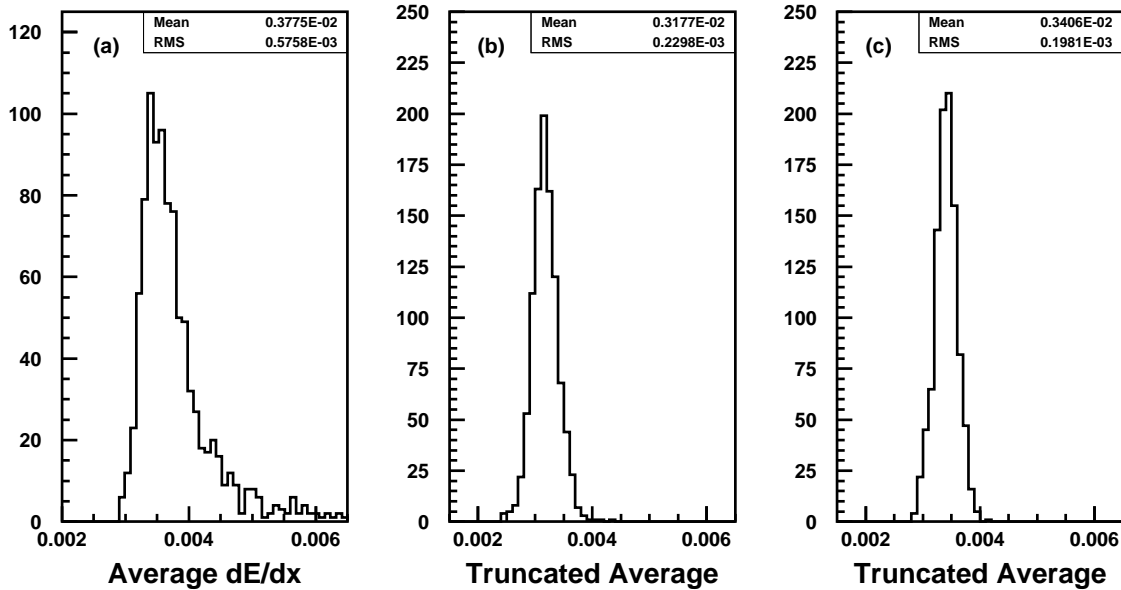 (a)
Mean 0.3775E-02
RMS 0.5758E-03
120
100
80
60
40
20
0
0.002 0.004 0.006
Average dE/dx
(b)
Mean 0.3177E-02
RMS 0.2298E-03
250
225
200
175
150
125
100
75
50
25
0
0.002 0.004 0.006
Truncated Average
(c)
Mean 0.3406E-02
RMS 0.1981E-03
250
225
200
175
150
125
100
75
50
25
0
0.002 0.004 0.006
Truncated Average